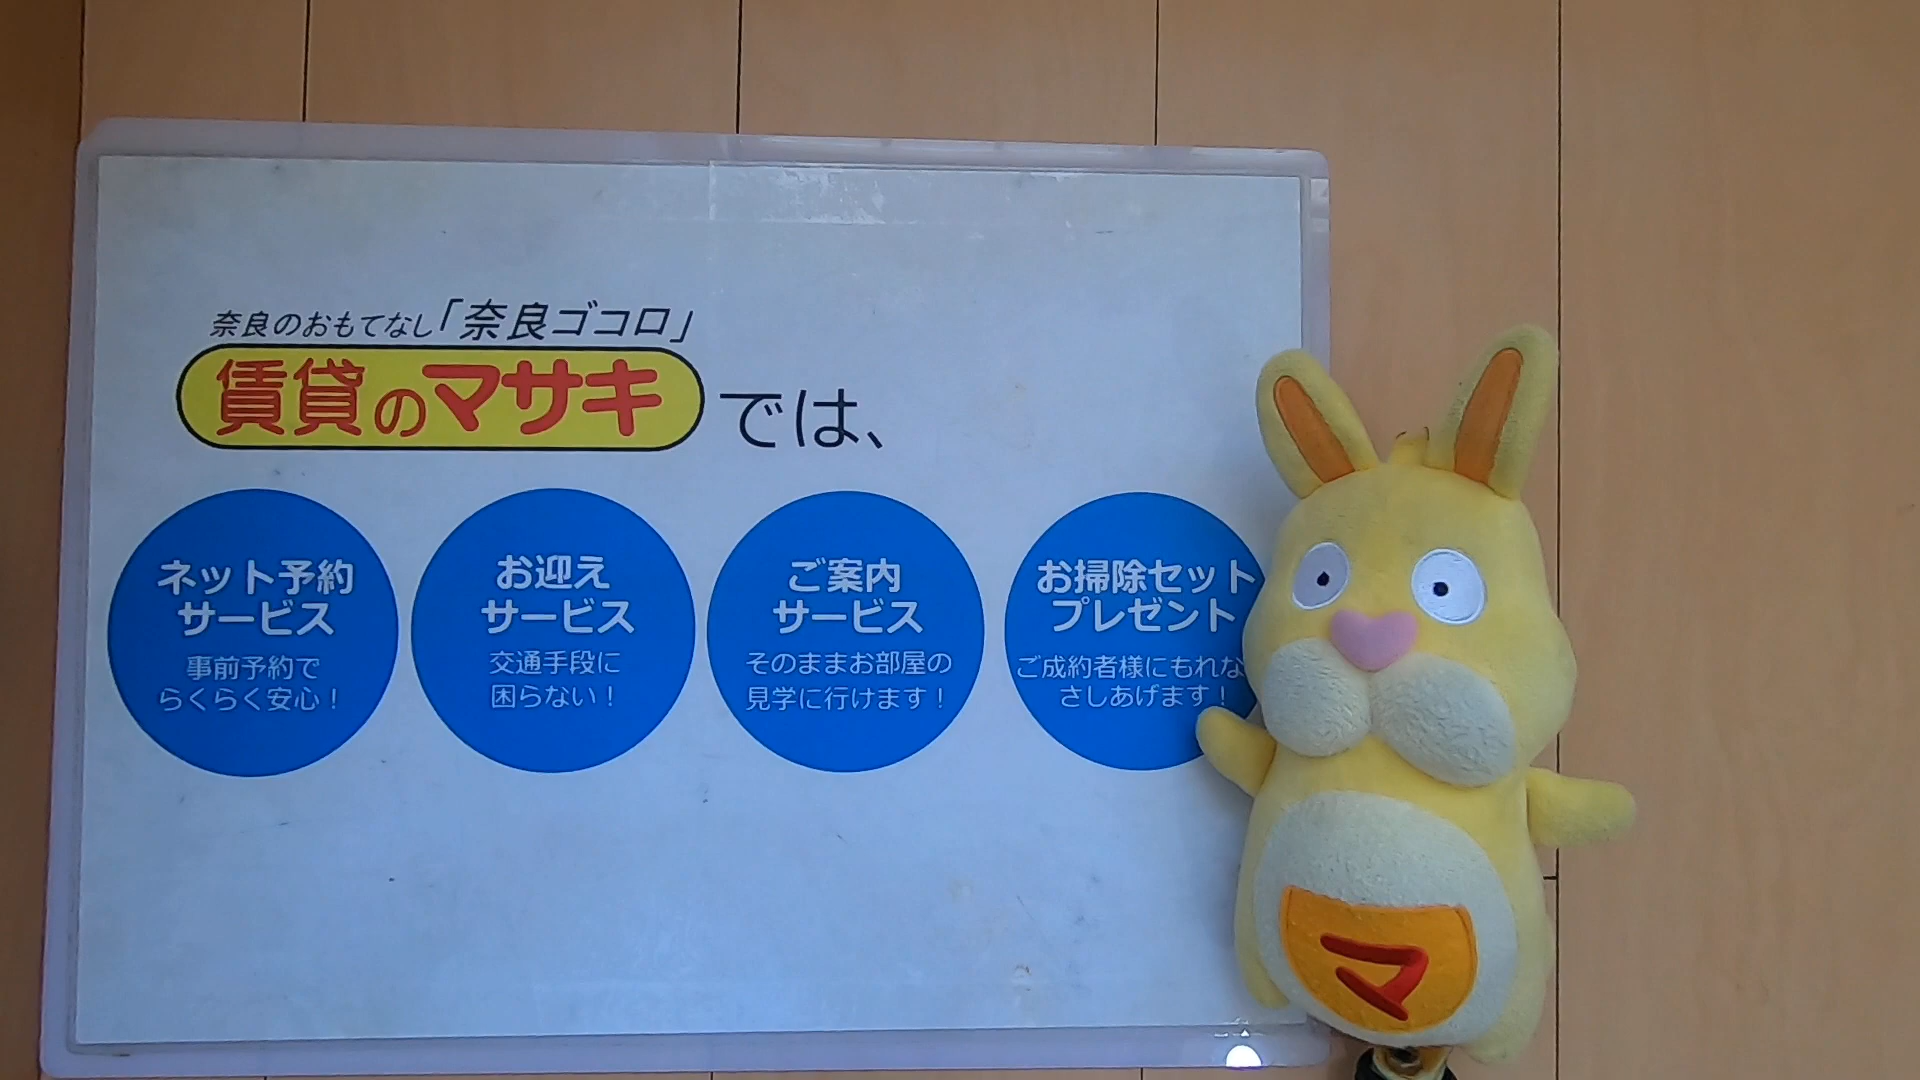 奈良のおもてなし「奈良ゴコロ」
賃貸のマサキでは、
ネット予約
サービス
事前予約で
らくらく安心！
お迎え
サービス
交通手段に
困らない！
ご案内
サービス
そのままお部屋の
見学に行けます！
お掃除セット
プレゼント
ご成約者様にもれな
さしあげます！
マ